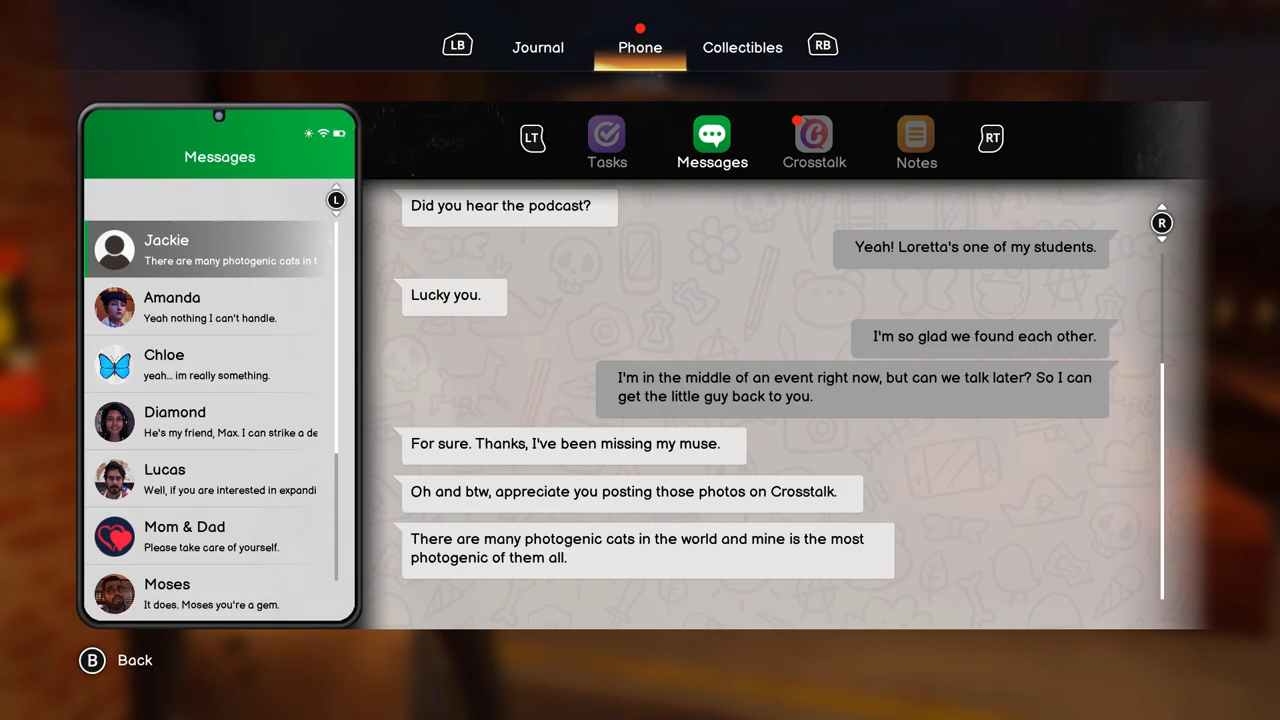 LB
Journal
Phone
Collectibles
RB
Messages
L
Jackie
There are many photogenic cats in t
Amanda
Yeah nothing I can't handle.
Chloe
yeah... im really something.
Diamond
He's my friend, Max. I can strike a de
Lucas
Well, if you are interested in expandi
Mom & Dad
Please take care of yourself.
Moses
It does. Moses you're a gem.
LT
Tasks
Messages
Crosstalk
Notes
RT
R
Did you hear the podcast?
Yeah! Loretta's one of my students.
Lucky you.
I'm so glad we found each other.
I'm in the middle of an event right now, but can we talk later? So I can
get the little guy back to you.
For sure. Thanks, I've been missing my muse.
Oh and btw, appreciate you posting those photos on Crosstalk.
There are many photogenic cats in the world and mine is the most
photogenic of them all.
B
Back